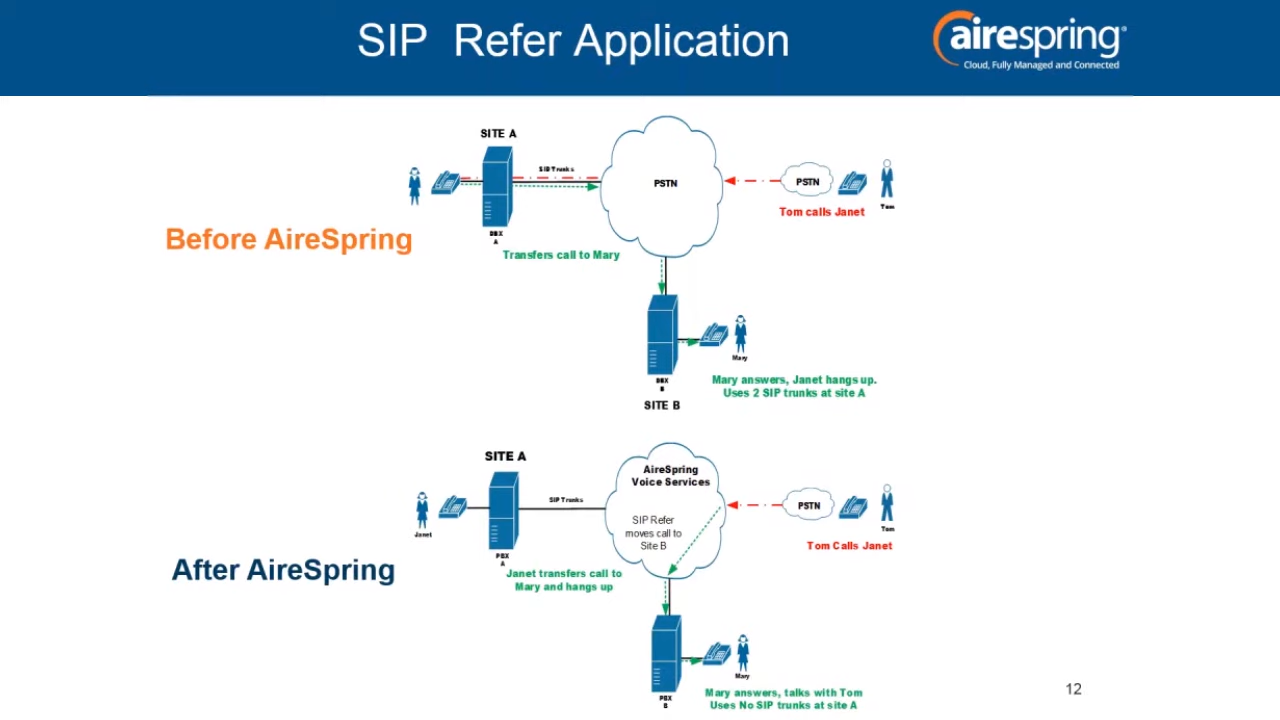 SIP Refer Application
airespring
Cloud, Fully Managed and Connected
SITE A
SIP Trunks
PSTN
PSTN
Tom
Tom calls Janet
A
Before AireSpring
Transfers call to Mary
Mary
B
Mary answers, Janet hangs up.
Uses 2 SIP trunks at site A
SITE B
SITE A
AireSpring
Voice Services
SIP Trunks
PSTN
SIP Refer
moves call to
Site B
Janet
Tom
Tom Calls Janet
PBX
A
After AireSpring
Janet transfers call to
Mary and hangs up
Mary
PBX
B
Mary answers, talks with Tom
Uses No SIP trunks at site A
12